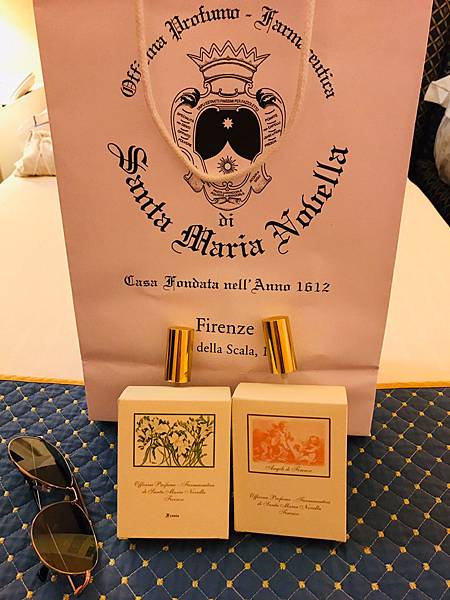 Officina Profumo - Farmaceutica
di
Santa Maria Novella
Casa Fondata nell'Anno 1612
Firenze
della Scala, 1
Officina Profumo - Farmaceutica
di Santa Maria Novella
Firenze
Angeli di Firenze
Officina Profumo - Farmaceutica
di Santa Maria Novella
Firenze